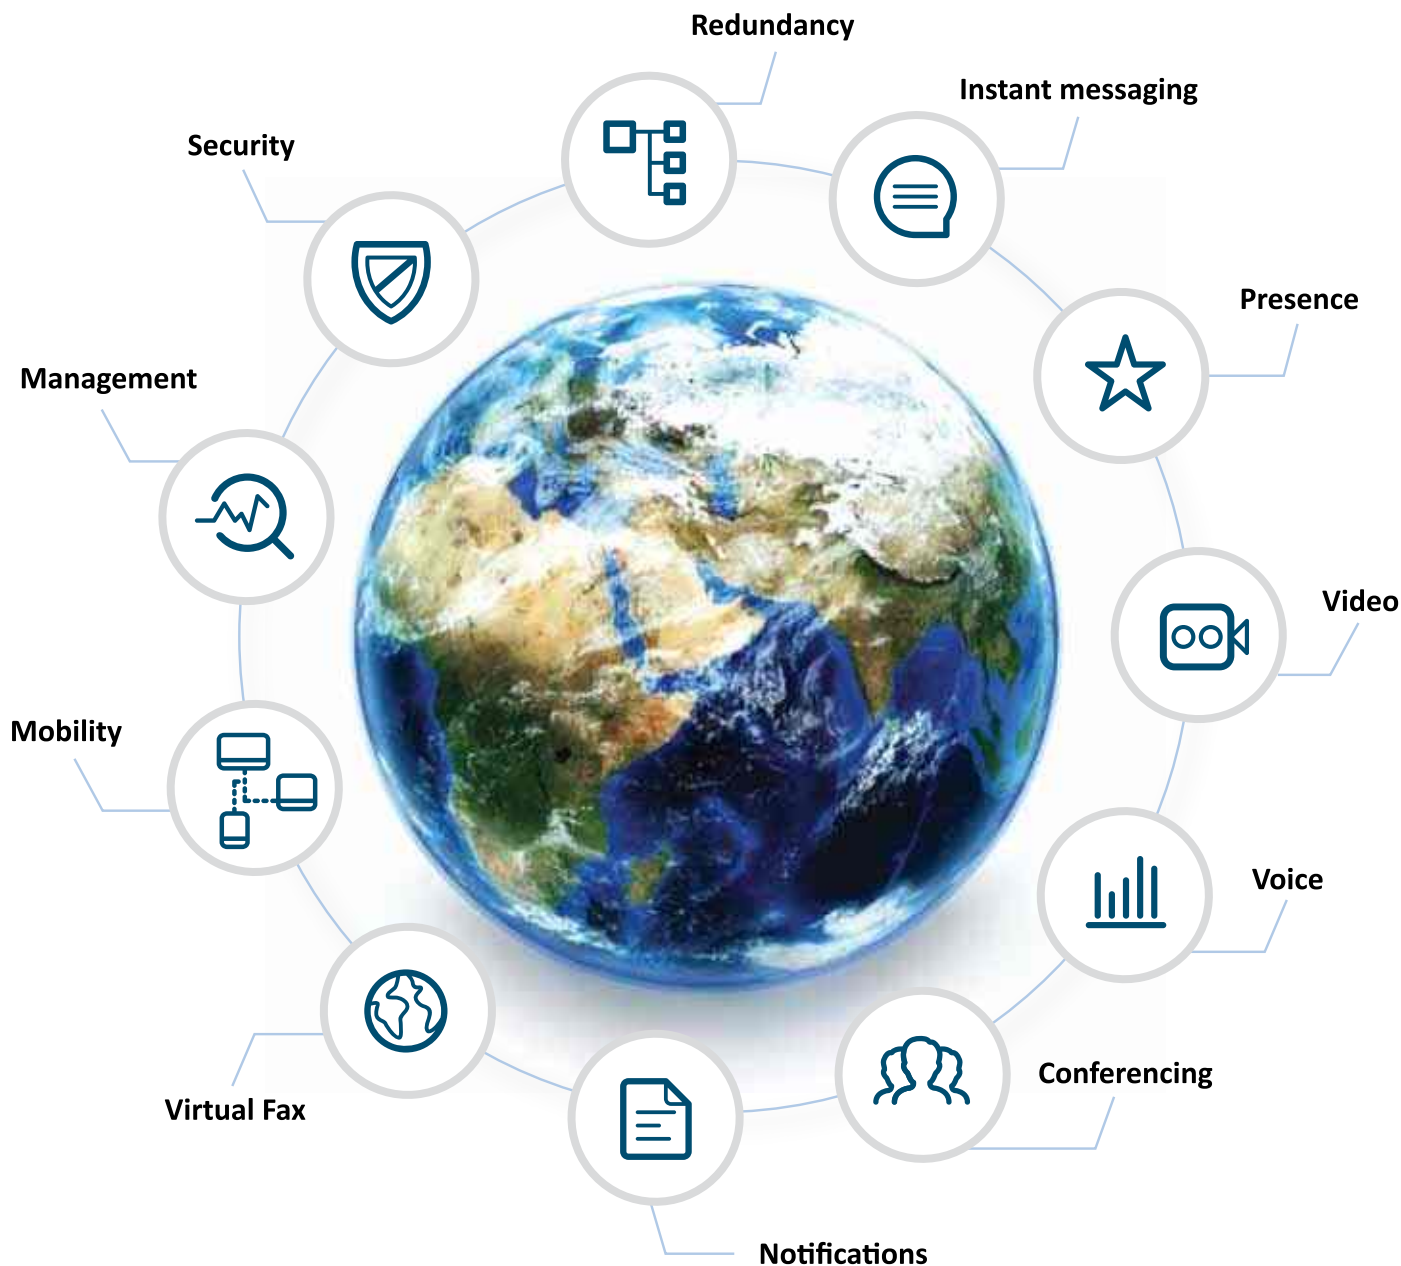 Redundancy
Instant messaging
Security
Presence
Management
Video
Mobility
Voice
Conferencing
Virtual Fax
Notifications